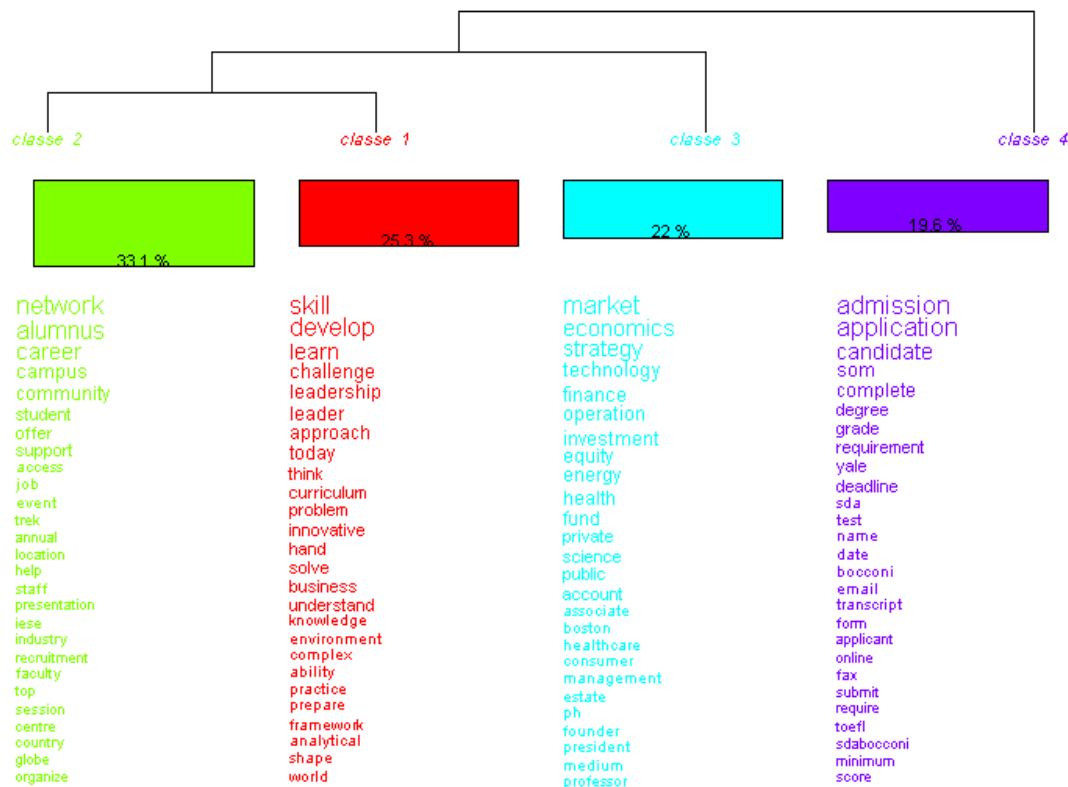 classe 2
classe 1
classe 3
classe 4
33.1 %
25.3 %
22 %
19.6 %
network
alumnus
career
campus
community
student
offer
support
access
job
event
trek
annual
location
help
staff
presentation
iese
industry
recruitment
faculty
top
session
centre
country
globe
organize
skill
develop
learn
challenge
leadership
leader
approach
today
think
curriculum
problem
innovative
hand
solve
business
understand
knowledge
environment
complex
ability
practice
prepare
framework
analytical
shape
world
market
economics
strategy
technology
finance
operation
investment
equity
energy
health
fund
private
science
public
account
associate
boston
healthcare
consumer
management
estate
ph
founder
president
medium
professor
admission
application
candidate
som
complete
degree
grade
requirement
yale
deadline
sda
test
name
date
bocconi
email
transcript
form
applicant
online
fax
submit
require
toefl
sdabocconi
minimum
score